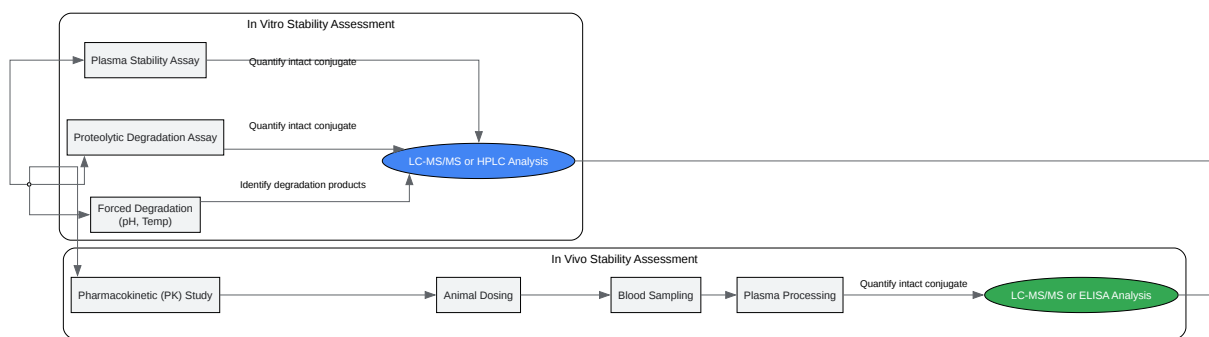 In Vitro Stability Assessment
Plasma Stability Assay
Quantify intact conjugate
Proteolytic Degradation Assay
Quantify intact conjugate
LC-MS/MS or HPLC Analysis
Identify degradation products
Forced Degradation
(pH, Temp)
In Vivo Stability Assessment
Pharmacokinetic (PK) Study
Animal Dosing
Blood Sampling
Plasma Processing
Quantify intact conjugate
LC-MS/MS or ELISA Analysis